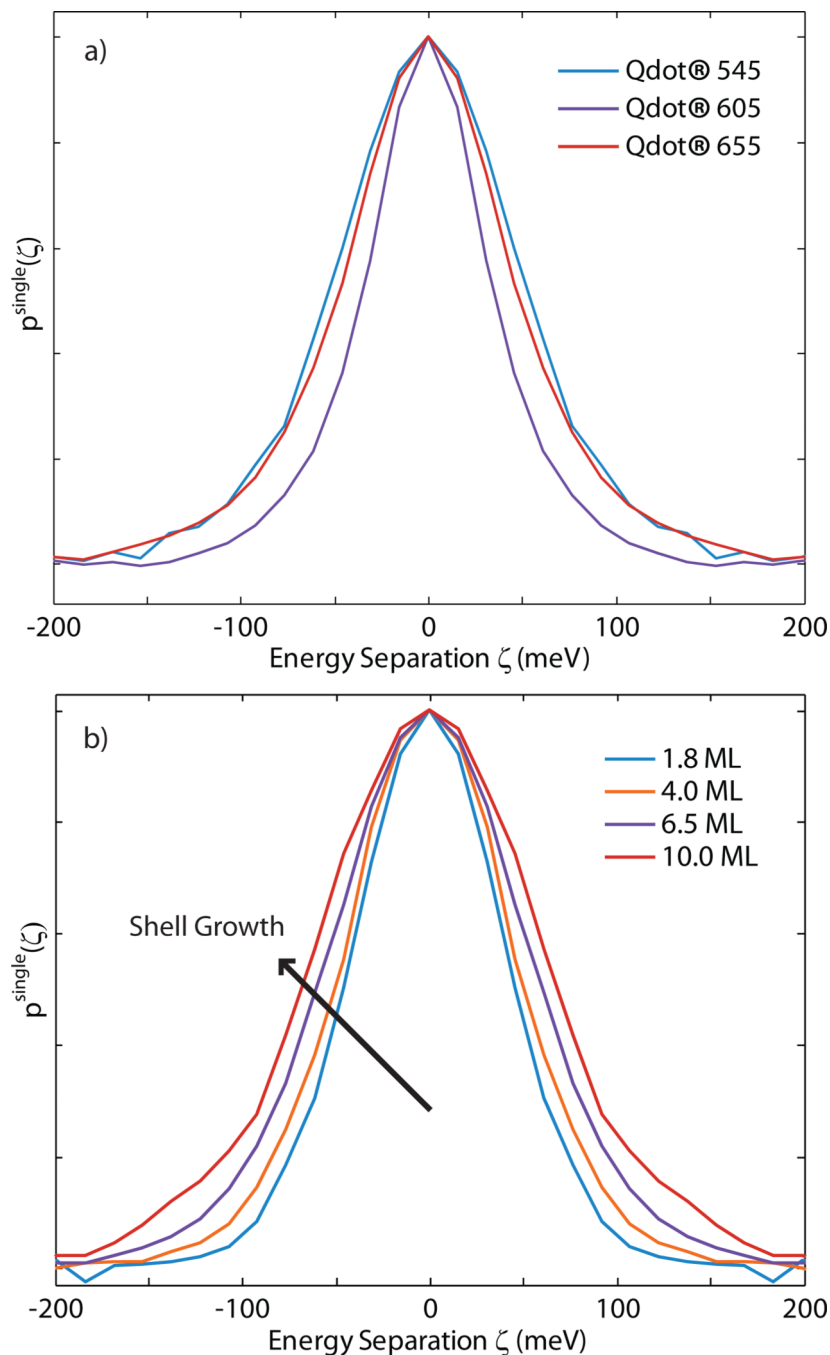 a)
Qdot® 545
Qdot® 605
Qdot® 655
p^single(ζ)
-200 -100 0 100 200
Energy Separation ζ (meV)
b)
1.8 ML
4.0 ML
6.5 ML
10.0 ML
Shell Growth
p^single(ζ)
-200 -100 0 100 200
Energy Separation ζ (meV)